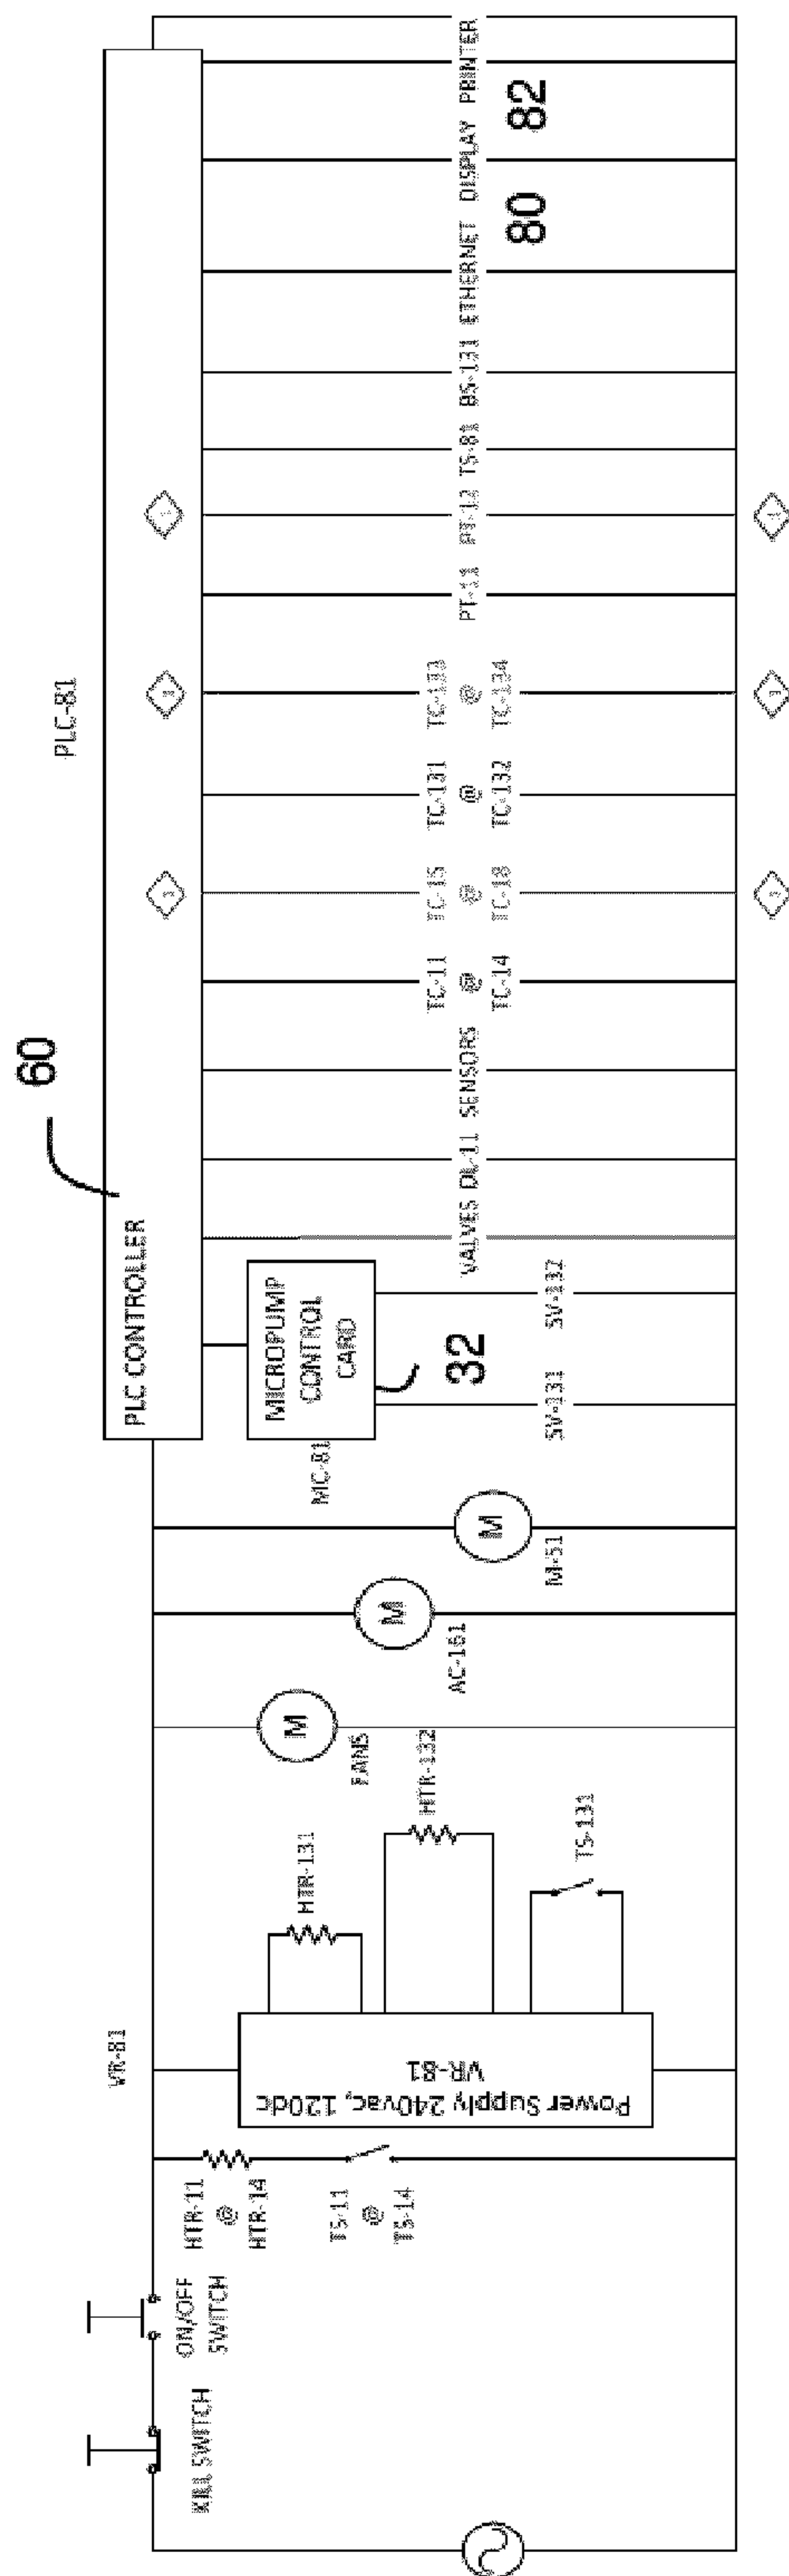 PLC-81
60
PLC CONTROLLER
MICROPUMP
CONTROL
CARD
MC-81
32
SV-131
SV-132
VALVES
DL-11
SENSORS
TC-11
@
TC-14
TC-15
@
TC-18
TC-131
@
TC-132
TC-133
@
TC-134
PT-11
PT-13
TS-81
BS-131
ETHERNET
DISPLAY
PRINTER
80
82
KILL SWITCH
ON/OFF
SWITCH
HTR-11
@
HTR-14
TS-11
@
TS-14
VR-81
Power Supply 240vac, 120dc
VR-81
HTR-131
HTR-132
TS-131
M
FANS
M
AC-161
M
M-51